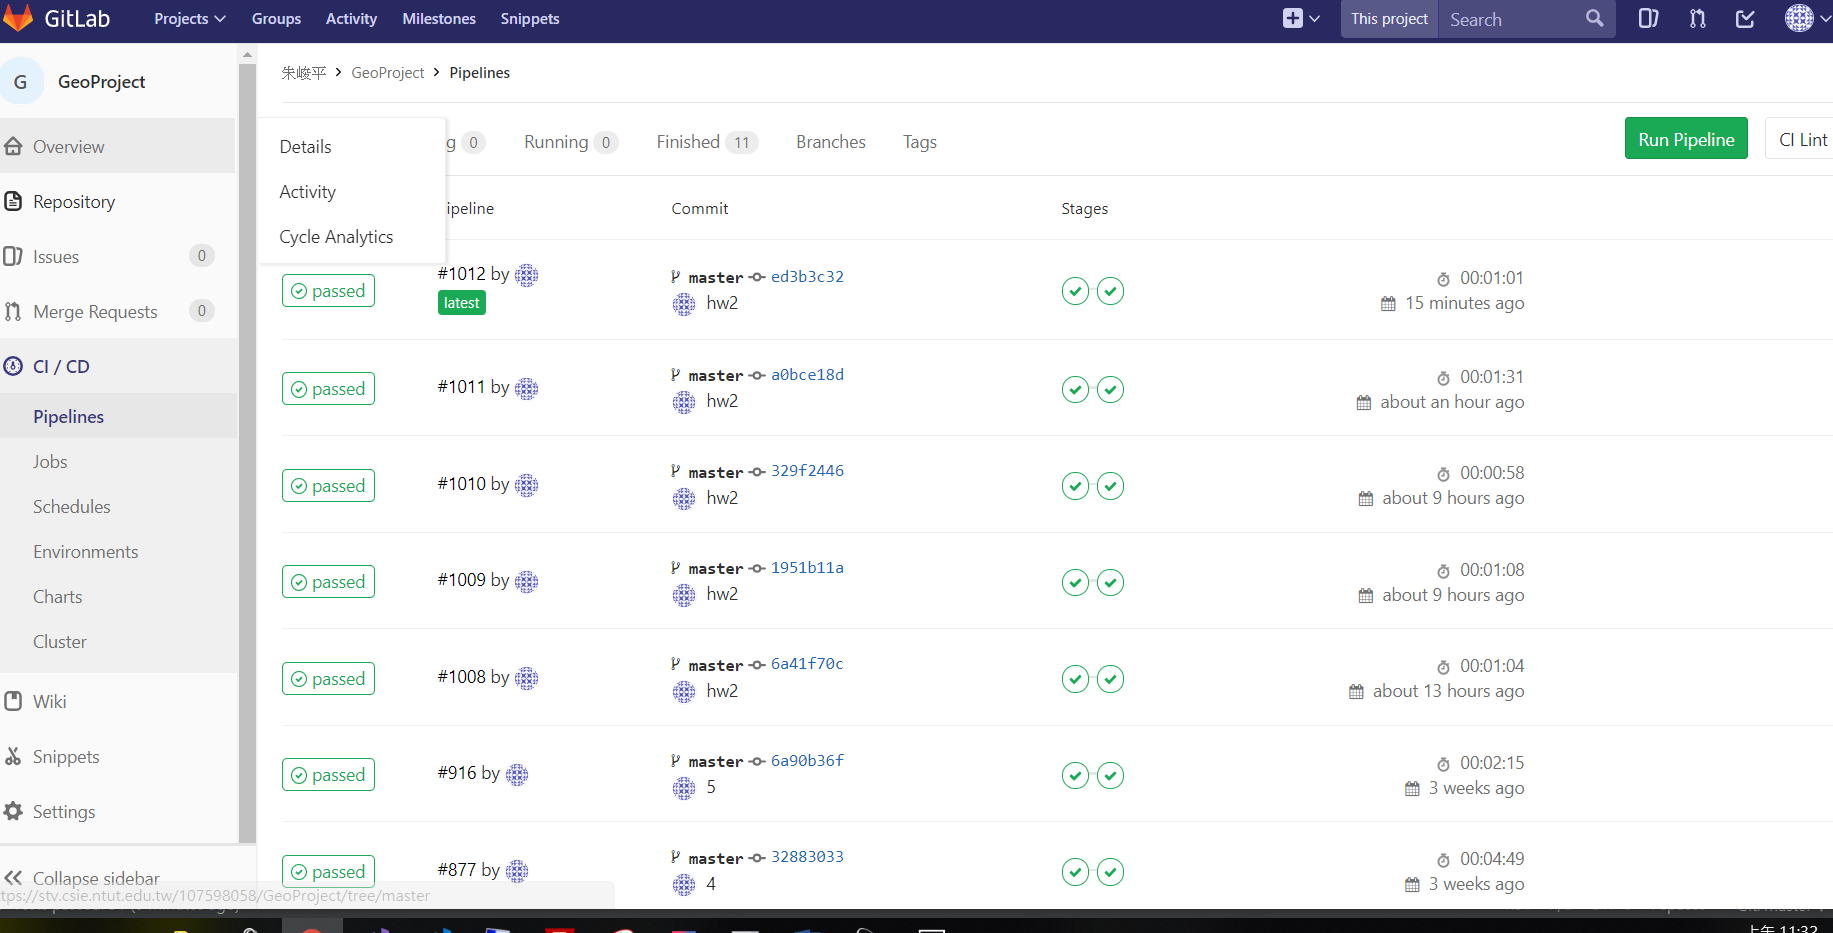 GitLab Projects Groups Activity Milestones Snippets This project Search
G GeoProject
朱峻平 > GeoProject > Pipelines
Overview
Repository
Issues 0
Merge Requests 0
CI / CD
Pipelines
Jobs
Schedules
Environments
Charts
Cluster
Wiki
Snippets
Settings
Collapse sidebar
Details
Activity
Cycle Analytics
g 0 Running 0 Finished 11 Branches Tags Run Pipeline CI Lint
ipeline Commit Stages
passed #1012 by master ed3b3c32 00:01:01
latest hw2 15 minutes ago
passed #1011 by master a0bce18d 00:01:31
hw2 about an hour ago
passed #1010 by master 329f2446 00:00:58
hw2 about 9 hours ago
passed #1009 by master 1951b11a 00:01:08
hw2 about 9 hours ago
passed #1008 by master 6a41f70c 00:01:04
hw2 about 13 hours ago
passed #916 by master 6a90b36f 00:02:15
5 3 weeks ago
passed #877 by master 32883033 00:04:49
4 3 weeks ago
tps://stv.csie.ntut.edu.tw/107598058/GeoProject/tree/master
上午 11:32